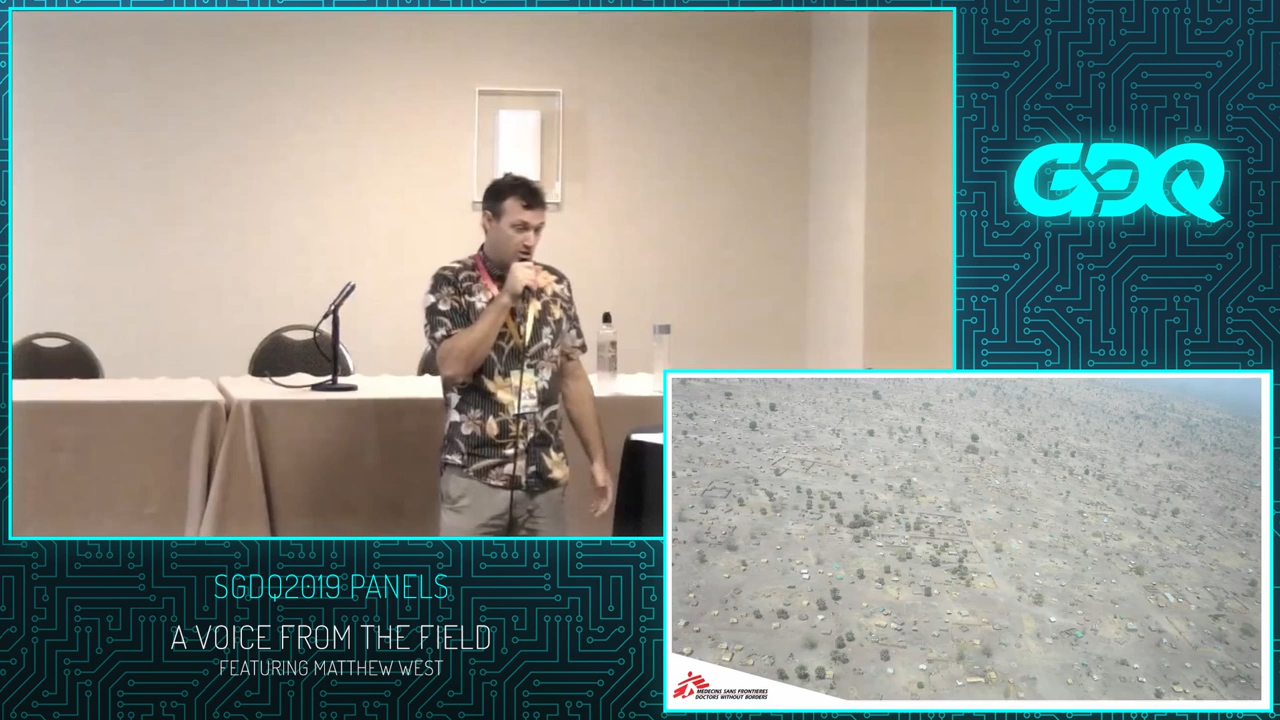 GDQ
SGDQ2019 PANELS
A VOICE FROM THE FIELD
FEATURING MATTHEW WEST
MEDECINS SANS FRONTIERES
DOCTORS WITHOUT BORDERS